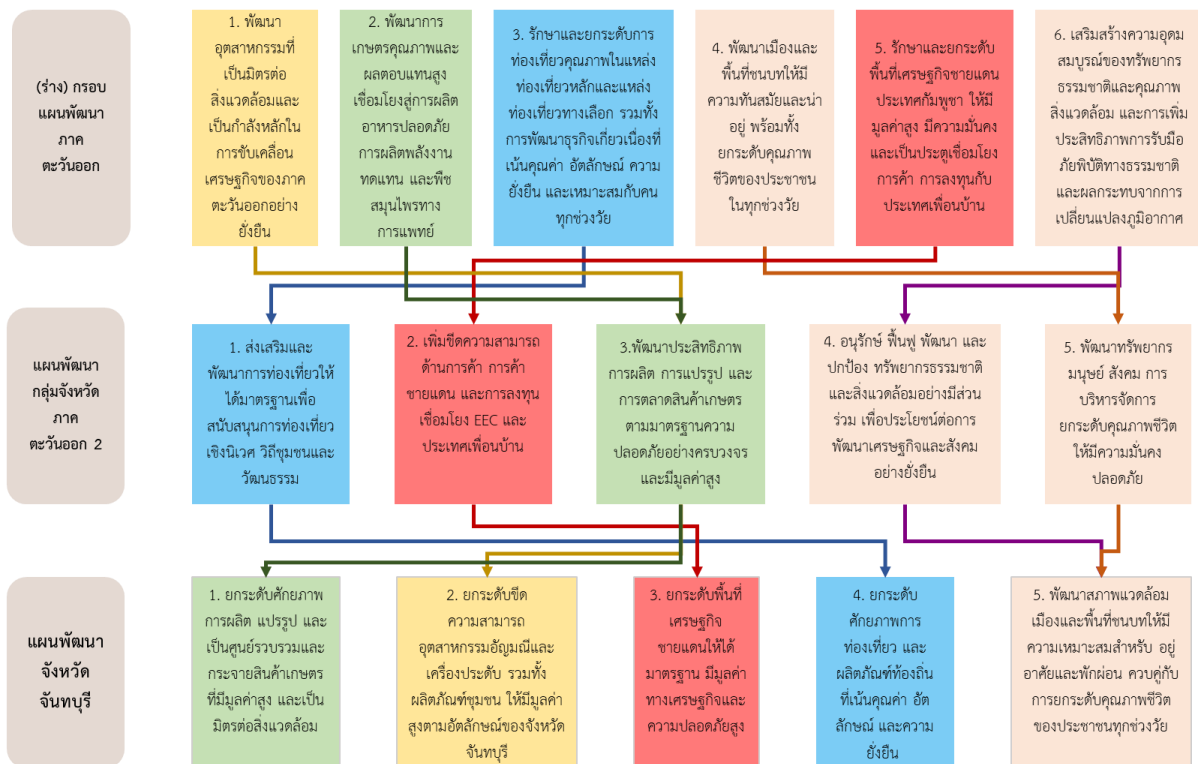 (ร่าง) กรอบ
แผนพัฒนา
ภาค
ตะวันออก
1. พัฒนา
อุตสาหกรรมที่
เป็นมิตรต่อ
สิ่งแวดล้อมและ
เป็นกำลังหลักใน
การขับเคลื่อน
เศรษฐกิจของภาค
ตะวันออกอย่าง
ยั่งยืน
2. พัฒนาการ
เกษตรคุณภาพและ
ผลตอบแทนสูง
เชื่อมโยงสู่การผลิต
อาหารปลอดภัย
การผลิตพลังงาน
ทดแทน และพืช
สมุนไพรทาง
การแพทย์
3. รักษาและยกระดับการ
ท่องเที่ยวคุณภาพในแหล่ง
ท่องเที่ยวหลักและแหล่ง
ท่องเที่ยวทางเลือก รวมทั้ง
การพัฒนาธุรกิจเกี่ยวเนื่องที่
เน้นคุณค่า อัตลักษณ์ ความ
ยั่งยืน และเหมาะสมกับคน
ทุกช่วงวัย
4. พัฒนาเมืองและ
พื้นที่ชนบทให้มี
ความทันสมัยและน่า
อยู่ พร้อมทั้ง
ยกระดับคุณภาพ
ชีวิตของประชาชน
ในทุกช่วงวัย
5. รักษาและยกระดับ
พื้นที่เศรษฐกิจชายแดน
ประเทศกัมพูชา ให้มี
มูลค่าสูง มีความมั่นคง
และเป็นประตูเชื่อมโยง
การค้า การลงทุนกับ
ประเทศเพื่อนบ้าน
6. เสริมสร้างความอุดม
สมบูรณ์ของทรัพยากร
ธรรมชาติและคุณภาพ
สิ่งแวดล้อม และการเพิ่ม
ประสิทธิภาพการรับมือ
ภัยพิบัติทางธรรมชาติ
และผลกระทบจากการ
เปลี่ยนแปลงภูมิอากาศ
แผนพัฒนา
กลุ่มจังหวัด
ภาค
ตะวันออก 2
1. ส่งเสริมและ
พัฒนาการท่องเที่ยวให้
ได้มาตรฐานเพื่อ
สนับสนุนการท่องเที่ยว
เชิงนิเวศ วิถีชุมชนและ
วัฒนธรรม
2. เพิ่มขีดความสามารถ
ด้านการค้า การค้า
ชายแดน และการลงทุน
เชื่อมโยง EEC และ
ประเทศเพื่อนบ้าน
3.พัฒนาประสิทธิภาพ
การผลิต การแปรรูป และ
การตลาดสินค้าเกษตร
ตามมาตรฐานความ
ปลอดภัยอย่างครบวงจร
และมีมูลค่าสูง
4. อนุรักษ์ ฟื้นฟู พัฒนา และ
ปกป้อง ทรัพยากรธรรมชาติ
และสิ่งแวดล้อมอย่างมีส่วน
ร่วม เพื่อประโยชน์ต่อการ
พัฒนาเศรษฐกิจและสังคม
อย่างยั่งยืน
5. พัฒนาทรัพยากร
มนุษย์ สังคม การ
บริหารจัดการ
ยกระดับคุณภาพชีวิต
ให้มีความมั่นคง
ปลอดภัย
แผนพัฒนา
จังหวัด
จันทบุรี
1. ยกระดับศักยภาพ
การผลิต แปรรูป และ
เป็นศูนย์รวบรวมและ
กระจายสินค้าเกษตร
ที่มีมูลค่าสูง และเป็น
มิตรต่อสิ่งแวดล้อม
2. ยกระดับขีด
ความสามารถ
อุตสาหกรรมอัญมณีและ
เครื่องประดับ รวมทั้ง
ผลิตภัณฑ์ชุมชน ให้มีมูลค่า
สูงตามอัตลักษณ์ของจังหวัด
จันทบุรี
3. ยกระดับพื้นที่
เศรษฐกิจ
ชายแดนให้ได้
มาตรฐาน มีมูลค่า
ทางเศรษฐกิจและ
ความปลอดภัยสูง
4. ยกระดับ
ศักยภาพการ
ท่องเที่ยว และ
ผลิตภัณฑ์ท้องถิ่น
ที่เน้นคุณค่า อัต
ลักษณ์ และความ
ยั่งยืน
5. พัฒนาสภาพแวดล้อม
เมืองและพื้นที่ชนบทให้มี
ความเหมาะสมสำหรับ อยู่
อาศัยและพักผ่อน ควบคู่กับ
การยกระดับคุณภาพชีวิต
ของประชาชนทุกช่วงวัย